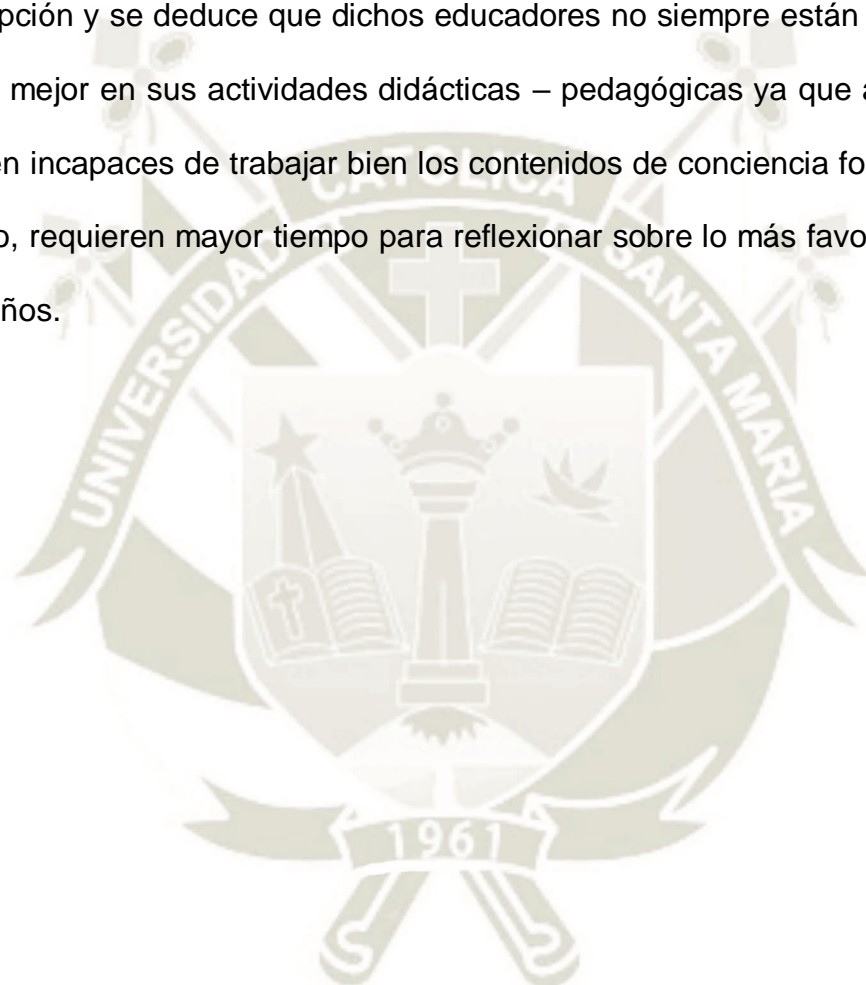 pción y se deduce que dichos educadores no siempre están
mejor en sus actividades didácticas – pedagógicas ya que a
en incapaces de trabajar bien los contenidos de conciencia fo
o, requieren mayor tiempo para reflexionar sobre lo más favo
ños.
UNIVERSIDAD CATOLICA SANTA MARIA
1961